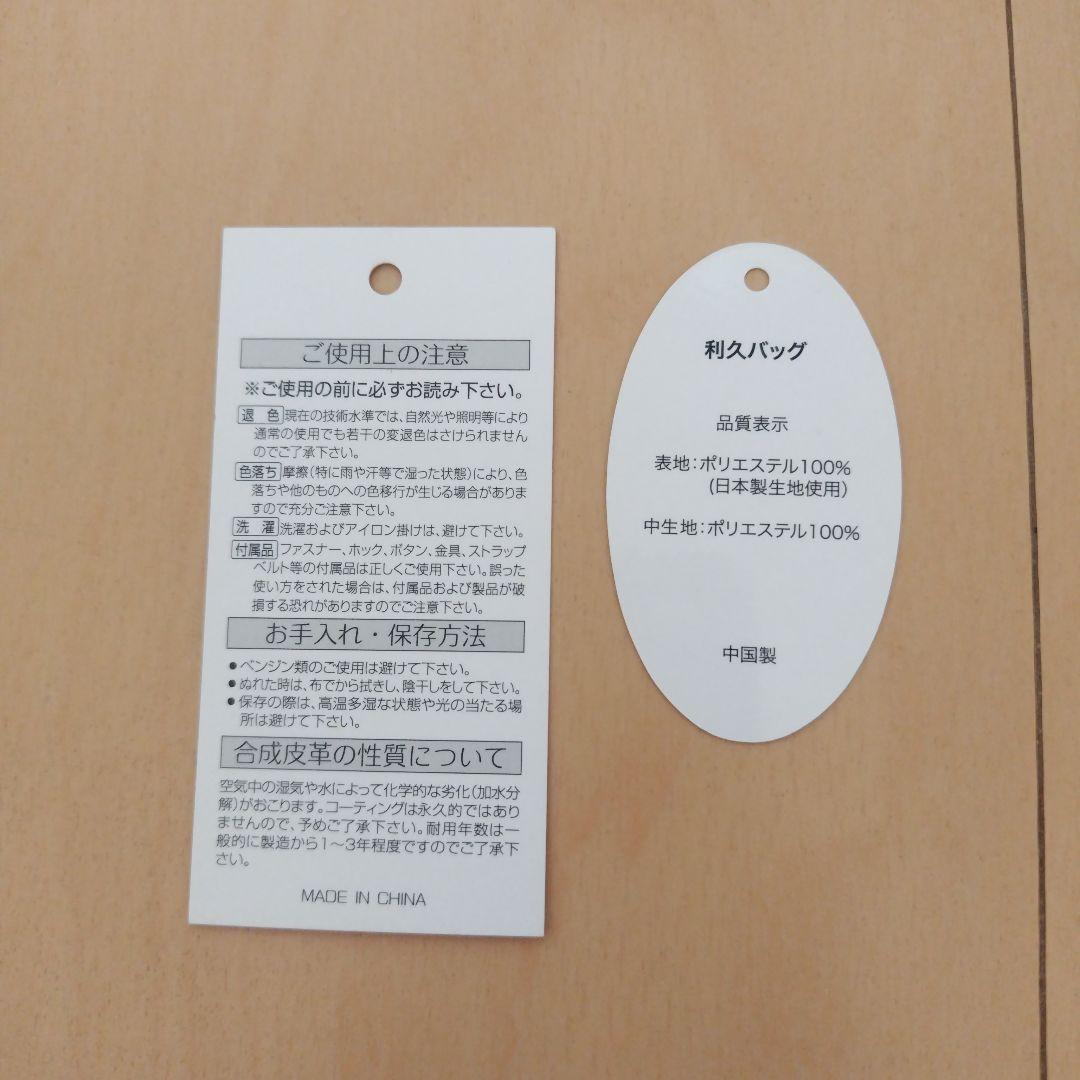 ご使用上の注意
※ご使用の前に必ずお読み下さい。
退 色 現在の技術水準では、自然光や照明等により
通常の使用でも若干の変退色はさけられません
のでご了承下さい。
色落ち 摩擦(特に雨や汗等で湿った状態)により、色
落ちや他のものへの色移行が生じる場合がありま
すので充分ご注意下さい。
洗 濯 洗濯およびアイロン掛けは、避けて下さい。
付属品 ファスナー、ホック、ボタン、金具、ストラップ
ベルト等の付属品は正しくご使用下さい。誤った
使い方をされた場合は、付属品および製品が破
損する恐れがありますのでご注意下さい。
お手入れ・保存方法
●ベンジン類のご使用は避けて下さい。
●ぬれた時は、布でから拭きし、陰干しをして下さい。
●保存の際は、高温多湿な状態や光の当たる場
所は避けて下さい。
合成皮革の性質について
空気中の湿気や水によって化学的な劣化(加水分
解)がおこります。コーティングは永久的ではあり
ませんので、予めご了承下さい。耐用年数は一
般的に製造から1〜3年程度ですのでご了承下
さい。
MADE IN CHINA
利久バッグ
品質表示
表地:ポリエステル100%
(日本製生地使用)
中生地:ポリエステル100%
中国製